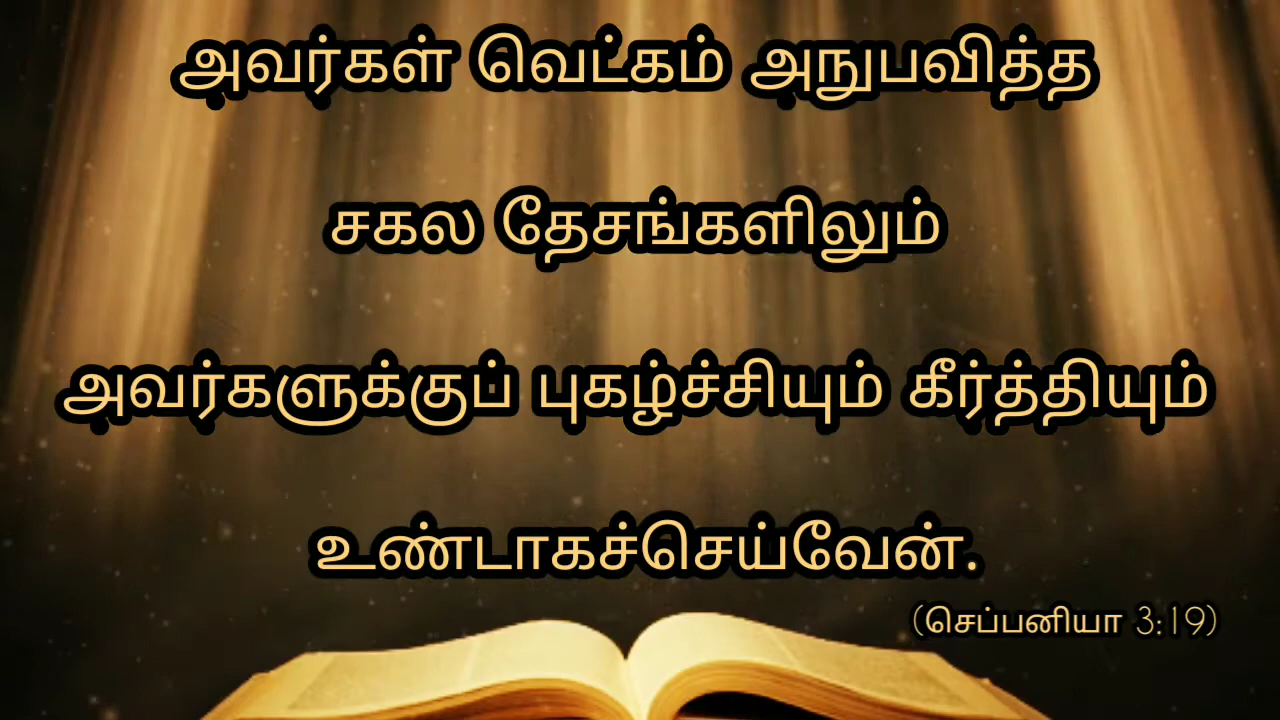 அவர்கள் வெட்கம் அநுபவித்த
சகல தேசங்களிலும்
அவர்களுக்குப் புகழ்ச்சியும் கீர்த்தியும்
உண்டாகச்செய்வேன்.
(செப்பனியா 3:19)